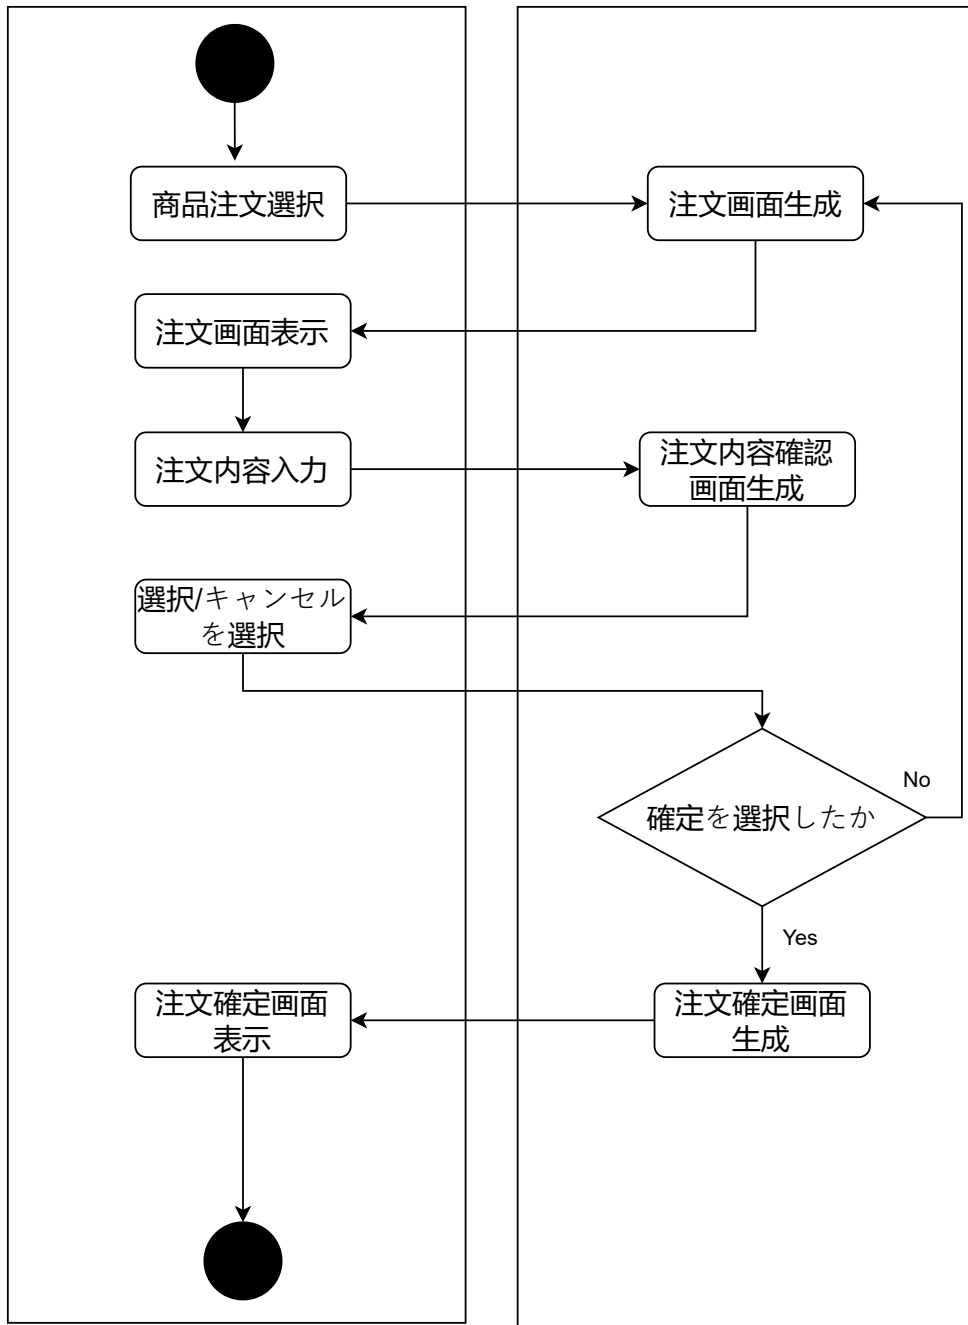 商品注文選択
注文画面生成
注文画面表示
注文内容入力
注文内容確認
画面生成
選択/キャンセル
を選択
確定を選択したか
No
Yes
注文確定画面
表示
注文確定画面
生成